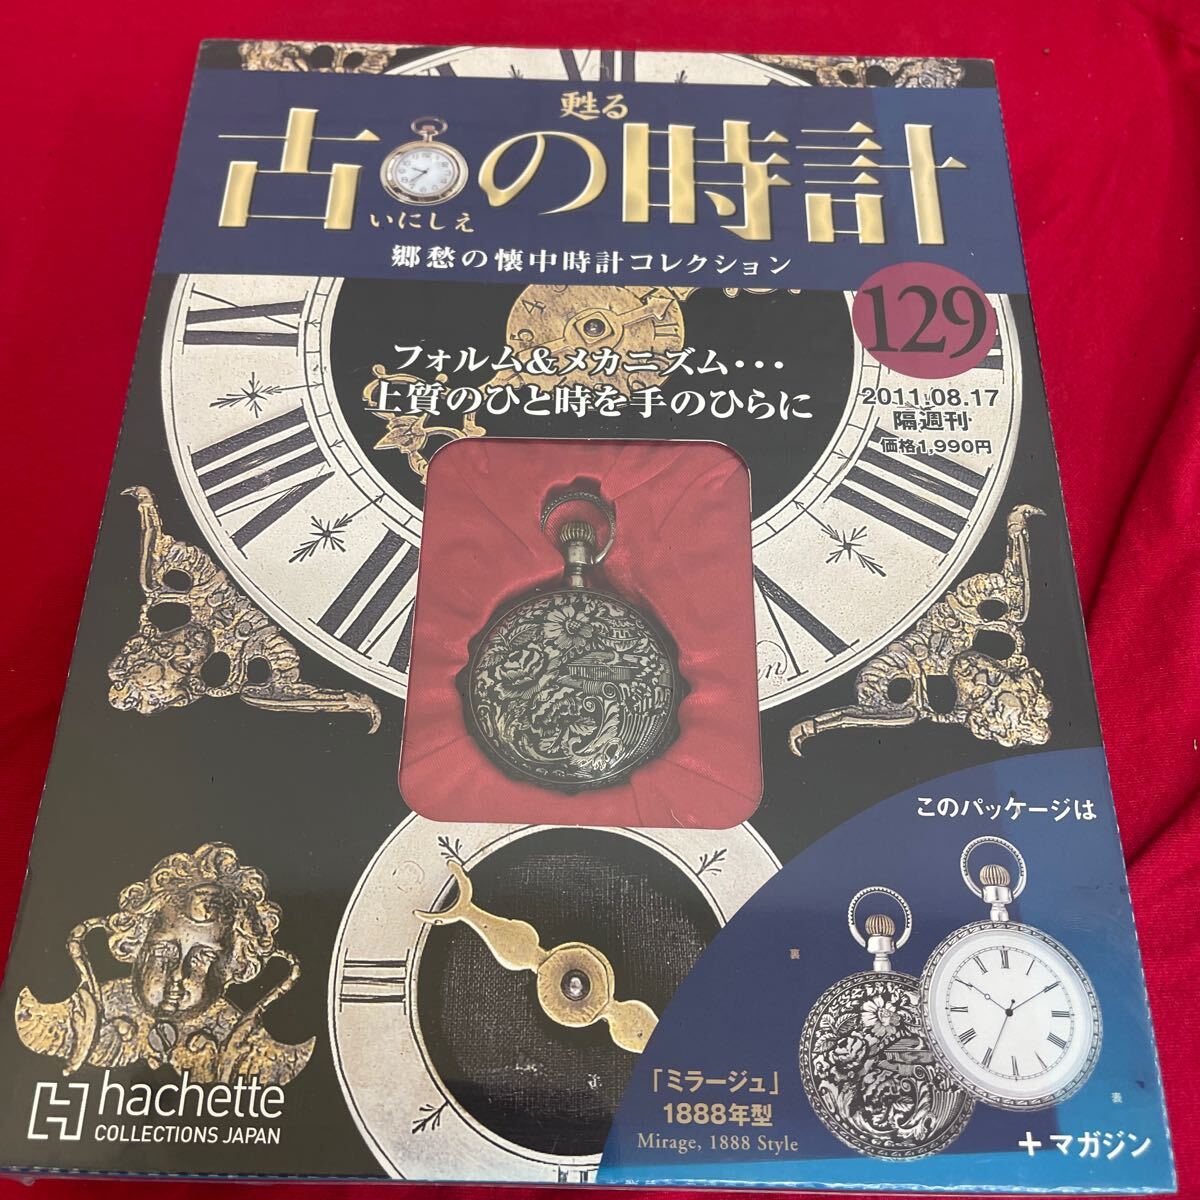 甦る
古の時計
いにしえ
郷愁の懐中時計コレクション
129
2011.08.17
隔週刊
価格1,990円
フォルム&メカニズム・・・
上質のひと時を手のひらに
このパッケージは
裏
表
「ミラージュ」
1888年型
Mirage, 1888 Style
+マガジン
hachette
COLLECTIONS JAPAN